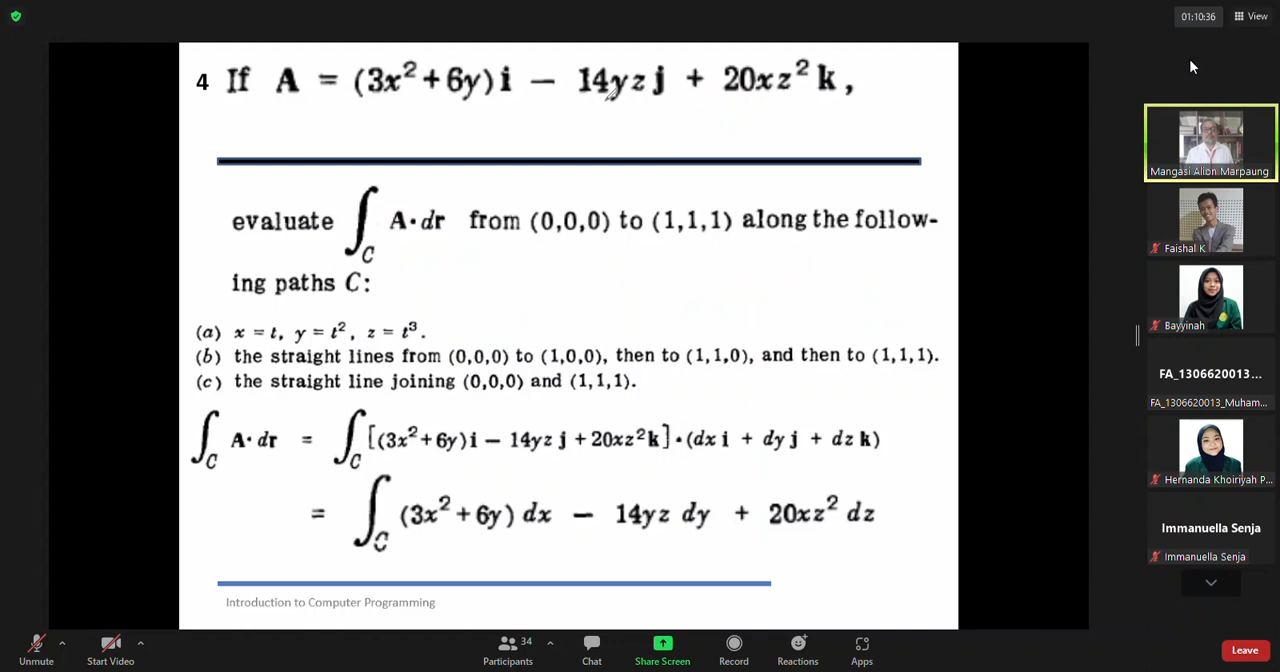 01:10:36
View
4 If A = (3x²+6y)i − 14yz j + 20xz² k,
evaluate ∫_C A·dr from (0,0,0) to (1,1,1) along the follow-
ing paths C:
(a) x = t, y = t², z = t³.
(b) the straight lines from (0,0,0) to (1,0,0), then to (1,1,0), and then to (1,1,1).
(c) the straight line joining (0,0,0) and (1,1,1).
∫_C A·dr = ∫_C [(3x²+6y)i − 14yz j + 20xz² k]·(dx i + dy j + dz k)
= ∫_C (3x²+6y) dx − 14yz dy + 20xz² dz
Introduction to Computer Programming
Mangasi Alion Marpaung
Faishal K
Bayyinah
FA_1306620013...
FA_1306620013_Muham...
Hernanda Khoiriyah P...
Immanuella Senja
Immanuella Senja
Unmute
Start Video
Participants
34
Chat
Share Screen
Record
Reactions
Apps
Leave